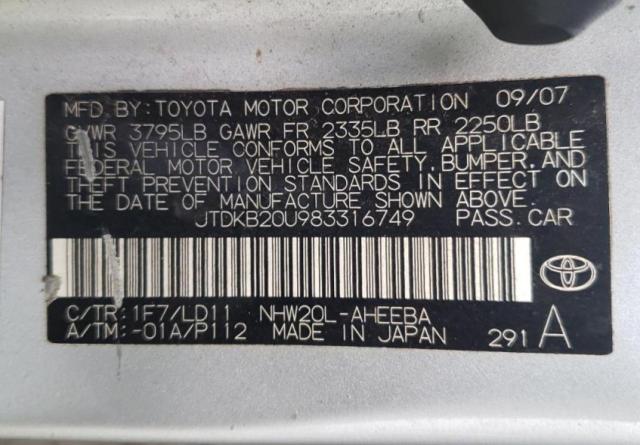 MFD BY: TOYOTA MOTOR CORPORATION 09/07
GVWR 3795LB GAWR FR 2335LB RR 2250LB
THIS VEHICLE CONFORMS TO ALL APPLICABLE
FEDERAL MOTOR VEHICLE SAFETY, BUMPER, AND
THEFT PREVENTION STANDARDS IN EFFECT ON
THE DATE OF MANUFACTURE SHOWN ABOVE.
JTDKB20U983316749 PASS. CAR
C/TR: 1F7/LD11 NHW20L-AHEEBA
A/TM: -01A/P112 MADE IN JAPAN 291 A